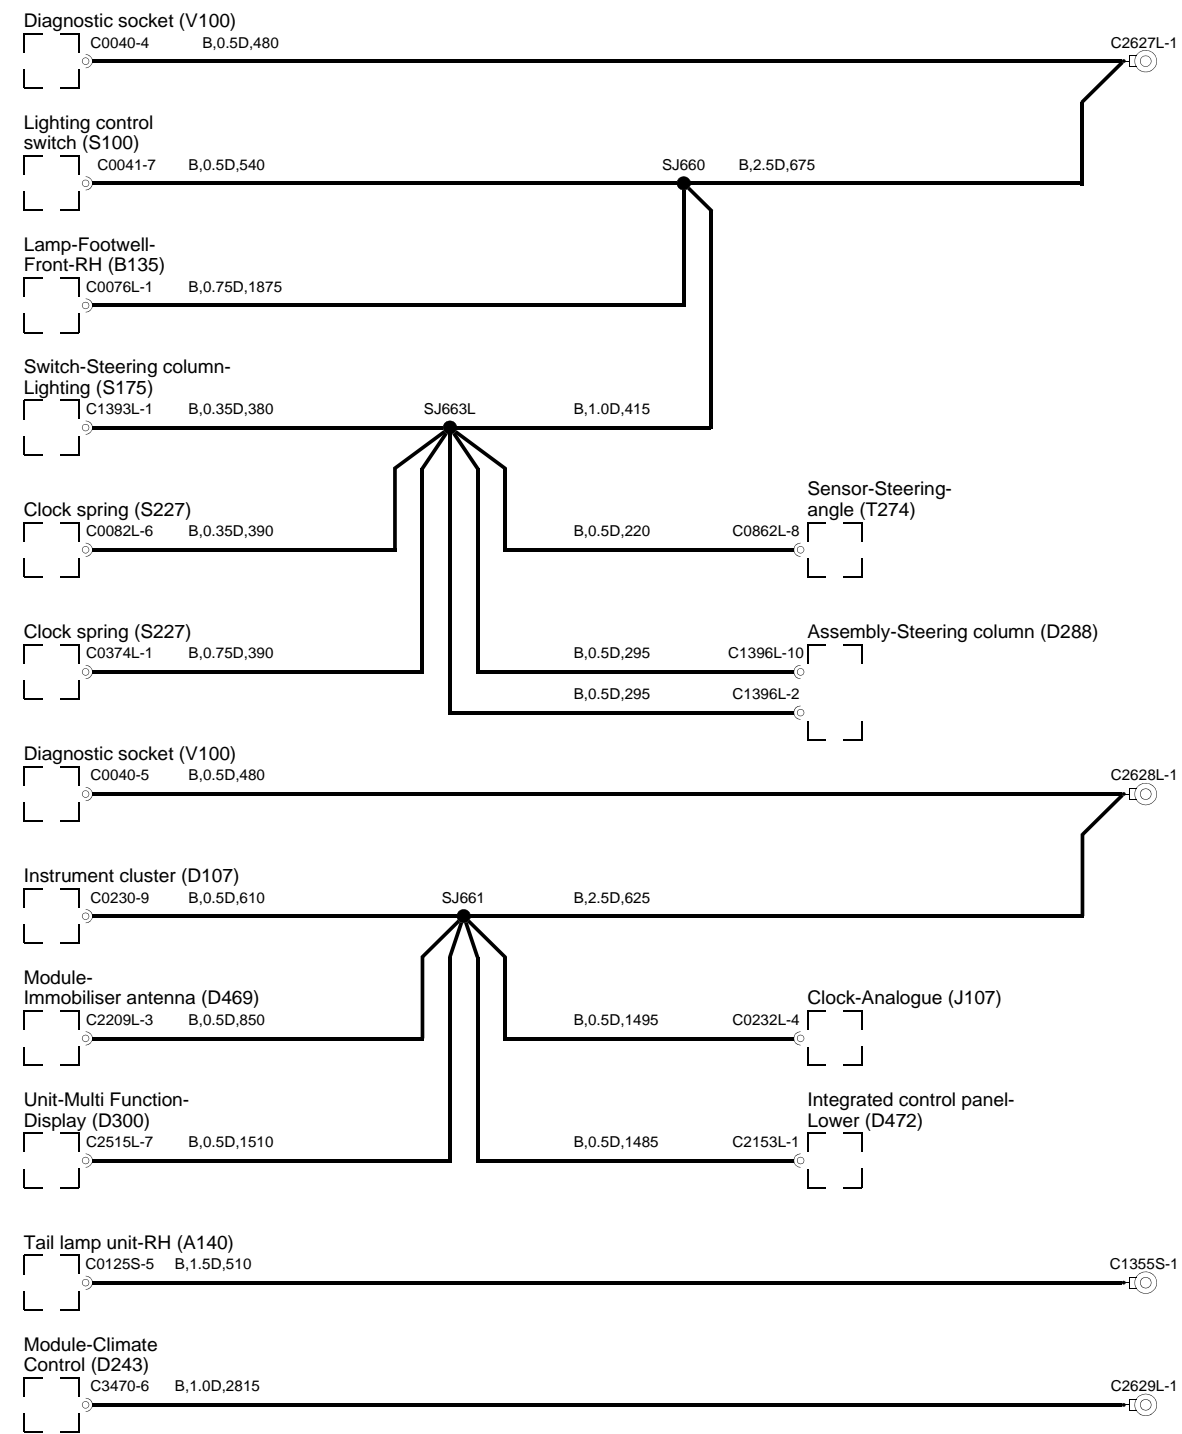 Diagnostic socket (V100)
C0040-4 B,0.5D,480 C2627L-1
Lighting control
switch (S100)
C0041-7 B,0.5D,540 SJ660 B,2.5D,675
Lamp-Footwell-
Front-RH (B135)
C0076L-1 B,0.75D,1875
Switch-Steering column-
Lighting (S175)
C1393L-1 B,0.35D,380 SJ663L B,1.0D,415
Sensor-Steering-
Clock spring (S227) angle (T274)
C0082L-6 B,0.35D,390 B,0.5D,220 C0862L-8
Clock spring (S227) Assembly-Steering column (D288)
C0374L-1 B,0.75D,390 B,0.5D,295 C1396L-10
B,0.5D,295 C1396L-2
Diagnostic socket (V100)
C0040-5 B,0.5D,480 C2628L-1
Instrument cluster (D107)
C0230-9 B,0.5D,610 SJ661 B,2.5D,625
Module-
Immobiliser antenna (D469) Clock-Analogue (J107)
C2209L-3 B,0.5D,850 B,0.5D,1495 C0232L-4
Unit-Multi Function- Integrated control panel-
Display (D300) Lower (D472)
C2515L-7 B,0.5D,1510 B,0.5D,1485 C2153L-1
Tail lamp unit-RH (A140)
C0125S-5 B,1.5D,510 C1355S-1
Module-Climate
Control (D243)
C3470-6 B,1.0D,2815 C2629L-1